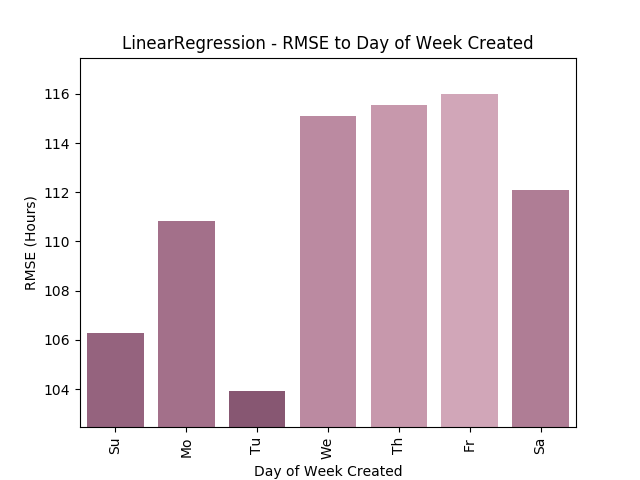 LinearRegression - RMSE to Day of Week Created
RMSE (Hours)
116
114
112
110
108
106
104
Su Mo Tu We Th Fr Sa
Day of Week Created